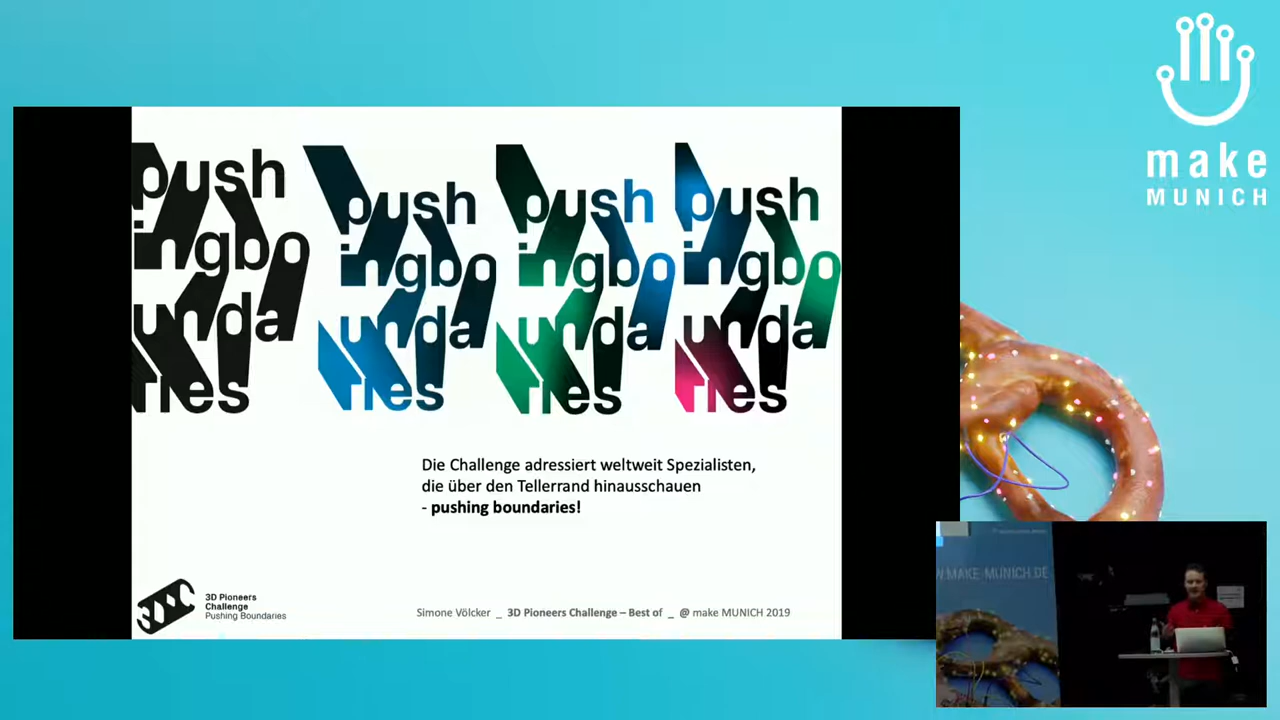 push
ingbo
unda
ries
push
ingbo
unda
ries
push
ingbo
unda
ries
push
ingbo
unda
ries
Die Challenge adressiert weltweit Spezialisten,
die über den Tellerrand hinausschauen
- pushing boundaries!
3D Pioneers
Challenge
Pushing Boundaries
Simone Völcker _ 3D Pioneers Challenge – Best of _ @ make MUNICH 2019
make
MUNICH
W.MAKE-MUNICH.DE